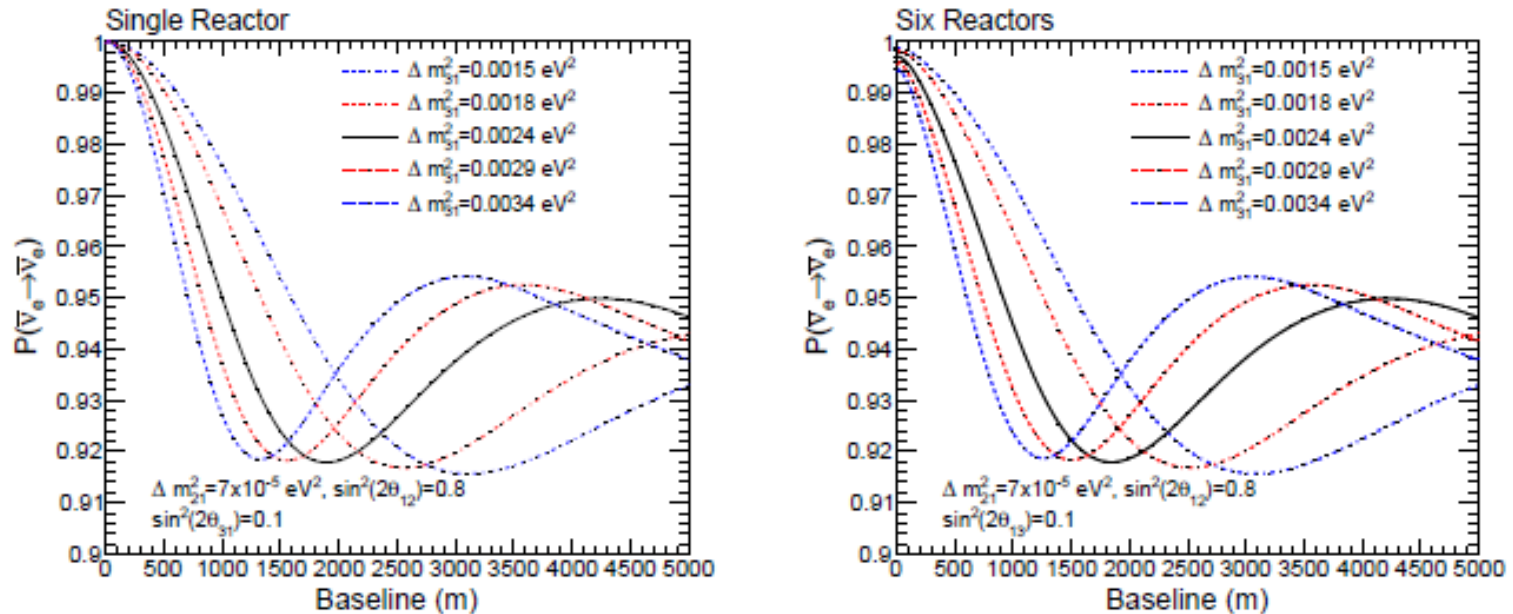 Single Reactor
P(ν̄ₑ→ν̄ₑ)
1
0.99
0.98
0.97
0.96
0.95
0.94
0.93
0.92
0.91
0.9
Δ m²₃₁=0.0015 eV²
Δ m²₃₁=0.0018 eV²
Δ m²₃₁=0.0024 eV²
Δ m²₃₁=0.0029 eV²
Δ m²₃₁=0.0034 eV²
Δ m²₂₁=7x10⁻⁵ eV², sin²(2θ₁₂)=0.8
sin²(2θ₃₁)=0.1
0 500 1000 1500 2000 2500 3000 3500 4000 4500 5000
Baseline (m)
Six Reactors
P(ν̄ₑ→ν̄ₑ)
1
0.99
0.98
0.97
0.96
0.95
0.94
0.93
0.92
0.91
0.9
Δ m²₃₁=0.0015 eV²
Δ m²₃₁=0.0018 eV²
Δ m²₃₁=0.0024 eV²
Δ m²₃₁=0.0029 eV²
Δ m²₃₁=0.0034 eV²
Δ m²₂₁=7x10⁻⁵ eV², sin²(2θ₁₂)=0.8
sin²(2θ₁₃)=0.1
0 500 1000 1500 2000 2500 3000 3500 4000 4500 5000
Baseline (m)